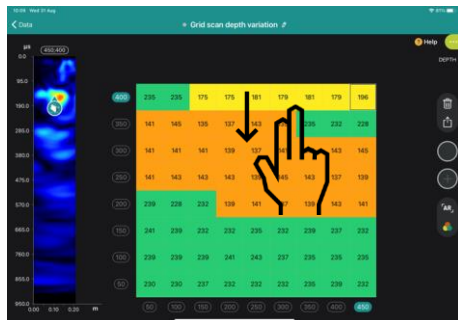 12:09 Wed 31 Aug
91%
Data
Grid scan depth variation
Help
DEPTH
µs
(450,400)
0.0
95.0
190.0
285.0
380.0
475.0
570.0
665.0
760.0
855.0
950.0
0.00 0.10 0.20 m
400 235 235 175 175 181 179 181 179 196
350 141 145 135 137 143 235 232 228
300 141 141 141 139 137 143 145
250 141 143 143 143 139 145 143 137 139
200 239 228 232 139 141 139 143 141
150 241 239 232 232 235 232 239 237 232
100 239 239 239 241 243 237 235 235 235
50 230 230 237 232 232 235 239 239 232
50 100 150 200 250 300 350 400 450
AR